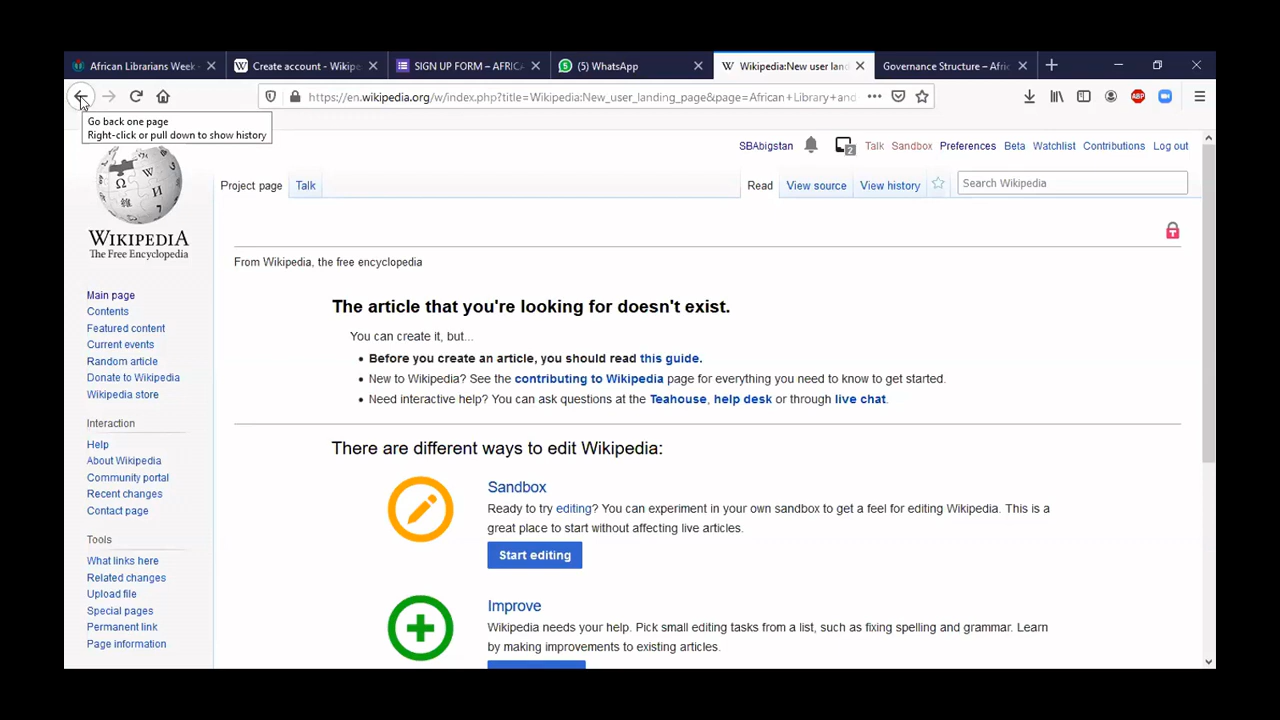 African Librarians Week -
Create account - Wikipe
SIGN UP FORM – AFRICA
(5) WhatsApp
Wikipedia:New user land
Governance Structure – Afric
https://en.wikipedia.org/w/index.php?title=Wikipedia:New_user_landing_page&page=African+Library+and
ABP
Go back one page
Right-click or pull down to show history
SBAbigstan
2
Talk
Sandbox
Preferences
Beta
Watchlist
Contributions
Log out
Project page
Talk
Read
View source
View history
Search Wikipedia
WIKIPEDIA
The Free Encyclopedia
From Wikipedia, the free encyclopedia
Main page
Contents
Featured content
Current events
Random article
Donate to Wikipedia
Wikipedia store
Interaction
Help
About Wikipedia
Community portal
Recent changes
Contact page
Tools
What links here
Related changes
Upload file
Special pages
Permanent link
Page information
The article that you're looking for doesn't exist.
You can create it, but...
• Before you create an article, you should read this guide.
• New to Wikipedia? See the contributing to Wikipedia page for everything you need to know to get started.
• Need interactive help? You can ask questions at the Teahouse, help desk or through live chat.
There are different ways to edit Wikipedia:
Sandbox
Ready to try editing? You can experiment in your own sandbox to get a feel for editing Wikipedia. This is a
great place to start without affecting live articles.
Start editing
Improve
Wikipedia needs your help. Pick small editing tasks from a list, such as fixing spelling and grammar. Learn
by making improvements to existing articles.